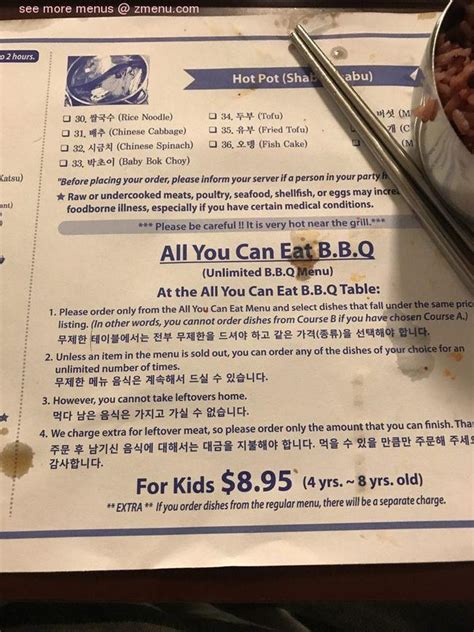 see more menus @ zmenu.com
o 2 hours.
Hot Pot (Shab abu)
□ 30. 쌀국수 (Rice Noodle)
□ 34. 두부 (Tofu)
버섯 (M
□ 31. 배추 (Chinese Cabbage)
□ 35. 유부 (Fried Tofu)
개 (C
□ 32. 시금치 (Chinese Spinach)
□ 36. 오뎅 (Fish Cake)
(M
□ 33. 박초이 (Baby Bok Choy)
Katsu)
"Before placing your order, please inform your server if a person in your party h
★ Raw or undercooked meats, poultry, seafood, shellfish, or eggs may incre
foodborne illness, especially if you have certain medical conditions.
*** Please be careful !! It is very hot near the grill.***
All You Can Eat B.B.Q
(Unlimited B.B.Q Menu)
At the All You Can Eat B.B.Q Table:
1. Please order only from the All You Can Eat Menu and select dishes that fall under the same price
listing. (In other words, you cannot order dishes from Course B if you have chosen Course A.)
무제한 테이블에서는 전부 무제한을 드셔야 하고 같은 가격(종류)을 선택해야 합니다.
2. Unless an item in the menu is sold out, you can order any of the dishes of your choice for an
unlimited number of times.
무제한 메뉴 음식은 계속해서 드실 수 있습니다.
3. However, you cannot take leftovers home.
먹다 남은 음식은 가지고 가실 수 없습니다.
4. We charge extra for leftover meat, so please order only the amount that you can finish. Tha
주문 후 남기신 음식에 대해서는 대금을 지불해야 합니다. 먹을 수 있을 만큼만 주문해 주세요
감사합니다.
For Kids $8.95 (4 yrs. ~ 8 yrs. old)
** EXTRA ** If you order dishes from the regular menu, there will be a separate charge.